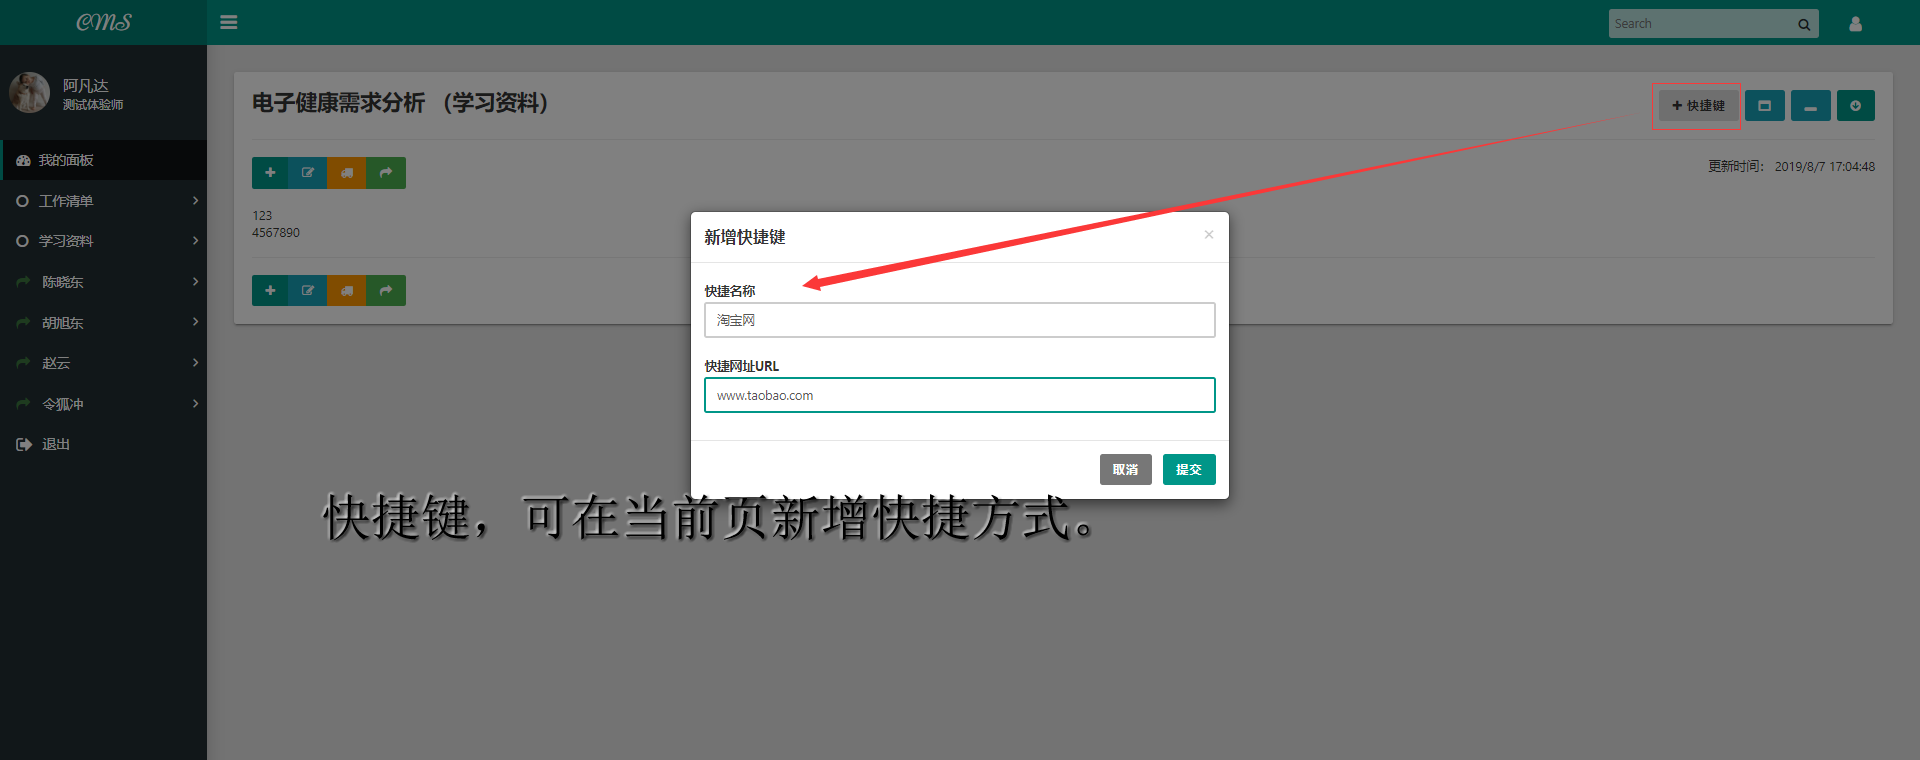 CMS
Search
阿凡达
测试体验师
我的面板
工作清单
学习资料
陈晓东
胡旭东
赵云
令狐冲
退出
电子健康需求分析 （学习资料）
快捷键
更新时间： 2019/8/7 17:04:48
123
4567890
新增快捷键
×
快捷名称
淘宝网
快捷网址URL
www.taobao.com
取消 提交
快捷键，可在当前页新增快捷方式。